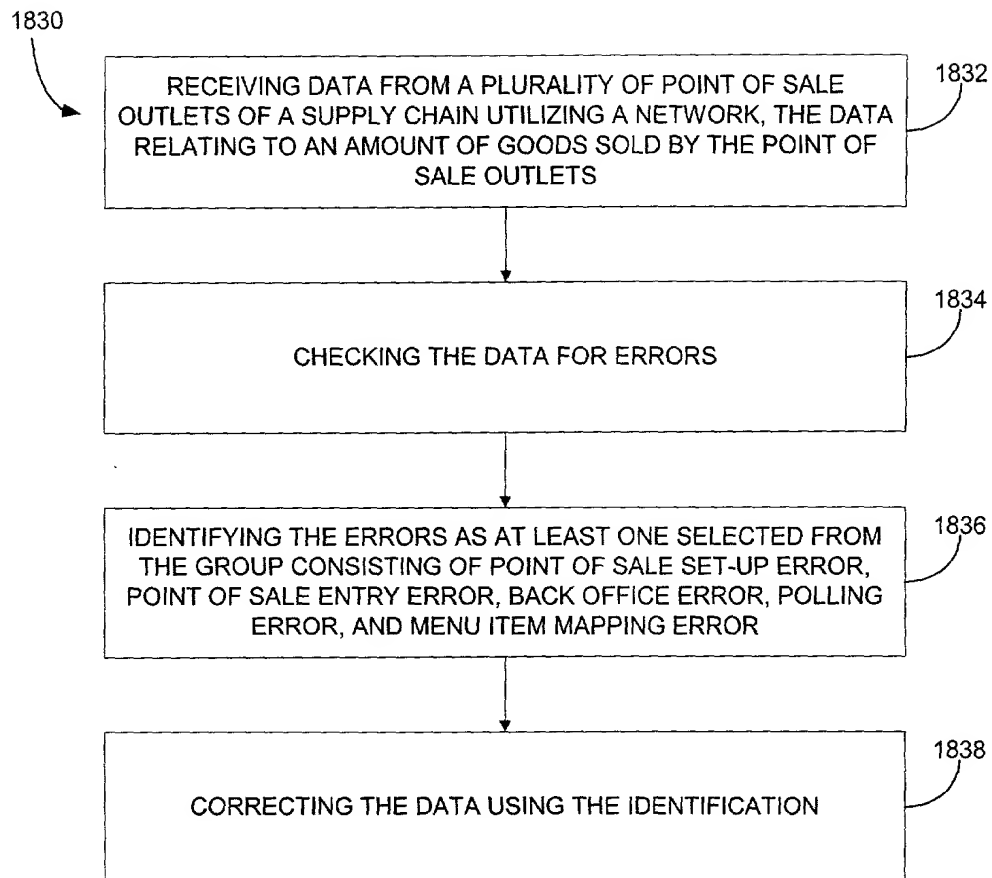 1830
RECEIVING DATA FROM A PLURALITY OF POINT OF SALE
OUTLETS OF A SUPPLY CHAIN UTILIZING A NETWORK, THE DATA
RELATING TO AN AMOUNT OF GOODS SOLD BY THE POINT OF
SALE OUTLETS
1832
CHECKING THE DATA FOR ERRORS
1834
IDENTIFYING THE ERRORS AS AT LEAST ONE SELECTED FROM
THE GROUP CONSISTING OF POINT OF SALE SET-UP ERROR,
POINT OF SALE ENTRY ERROR, BACK OFFICE ERROR, POLLING
ERROR, AND MENU ITEM MAPPING ERROR
1836
CORRECTING THE DATA USING THE IDENTIFICATION
1838